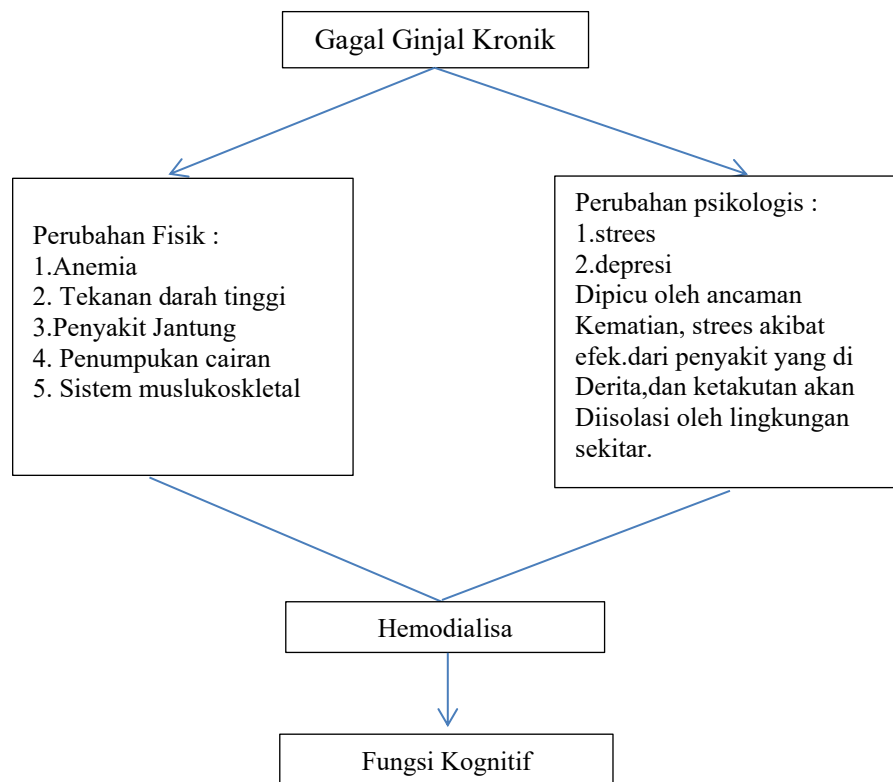 Gagal Ginjal Kronik
Perubahan Fisik :
1.Anemia
2. Tekanan darah tinggi
3.Penyakit Jantung
4. Penumpukan cairan
5. Sistem muslukoskletal
Perubahan psikologis :
1.strees
2.depresi
Dipicu oleh ancaman
Kematian, strees akibat
efek.dari penyakit yang di
Derita,dan ketakutan akan
Diisolasi oleh lingkungan
sekitar.
Hemodialisa
Fungsi Kognitif